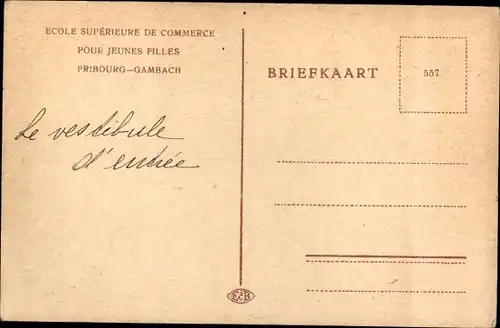 ECOLE SUPÉRIEURE DE COMMERCE
POUR JEUNES FILLES
FRIBOURG—GAMBACH
Le vestibule
d'entrée
BRIEFKAART
557
E&B